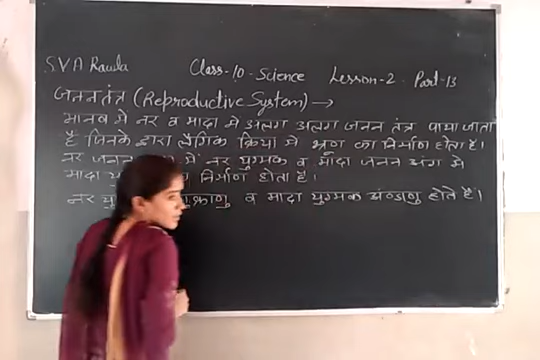 S.V.A Rawla Class-10-Science Lesson-2 Part-13
जननतंत्र (Reproductive System) →
मानव में नर व मादा में अलग अलग जनन तंत्र पाया जाता
है जिनके द्वारा लैंगिक क्रिया से भ्रूण का निर्माण होता है।
नर जनन में नर युग्मक व मादा जनन अंग में
मादा निर्माण होता है।
नर व मादा युग्मक अण्डाणु होते हैं।